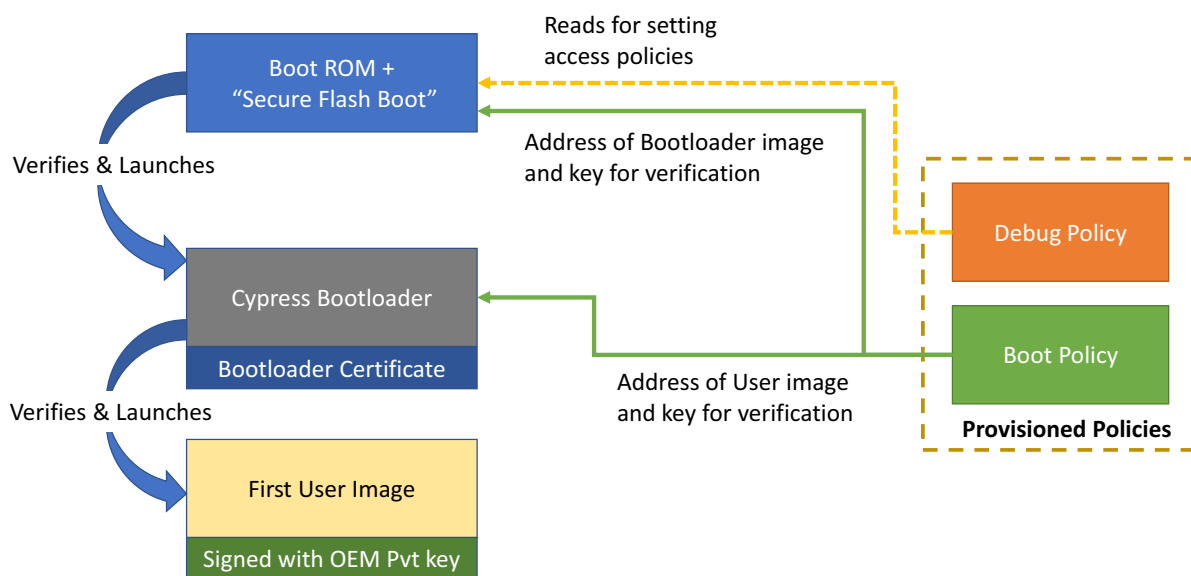 Reads for setting
access policies
Boot ROM +
“Secure Flash Boot”
Address of Bootloader image
and key for verification
Verifies & Launches
Debug Policy
Cypress Bootloader
Bootloader Certificate
Boot Policy
Address of User image
and key for verification
Verifies & Launches
Provisioned Policies
First User Image
Signed with OEM Pvt key